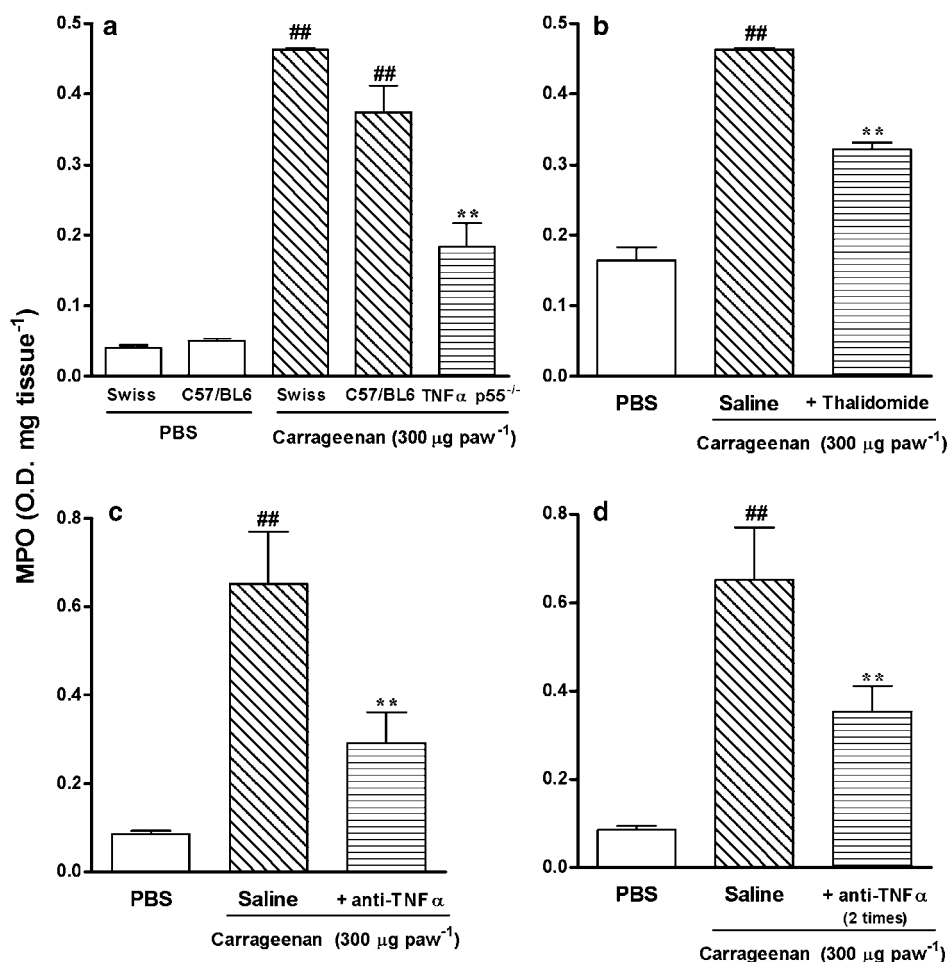 MPO (O.D. mg tissue⁻¹)
a
0.5
0.4
0.3
0.2
0.1
0.0
##
##
**
Swiss C57/BL6 Swiss C57/BL6 TNFα p55⁻/⁻
PBS Carrageenan (300 µg paw⁻¹)
b
0.5
0.4
0.3
0.2
0.1
0.0
##
**
PBS Saline + Thalidomide
Carrageenan (300 µg paw⁻¹)
c
0.8
0.6
0.4
0.2
0.0
##
**
PBS Saline + anti-TNFα
Carrageenan (300 µg paw⁻¹)
d
0.8
0.6
0.4
0.2
0.0
##
**
PBS Saline + anti-TNFα
(2 times)
Carrageenan (300 µg paw⁻¹)